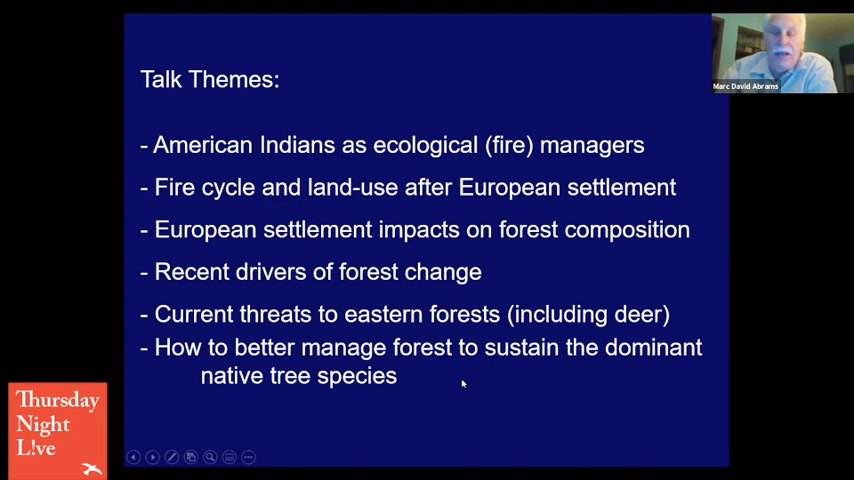 Talk Themes:
- American Indians as ecological (fire) managers
- Fire cycle and land-use after European settlement
- European settlement impacts on forest composition
- Recent drivers of forest change
- Current threats to eastern forests (including deer)
- How to better manage forest to sustain the dominant
native tree species
Marc David Abrams
Thursday
Night
L!ve